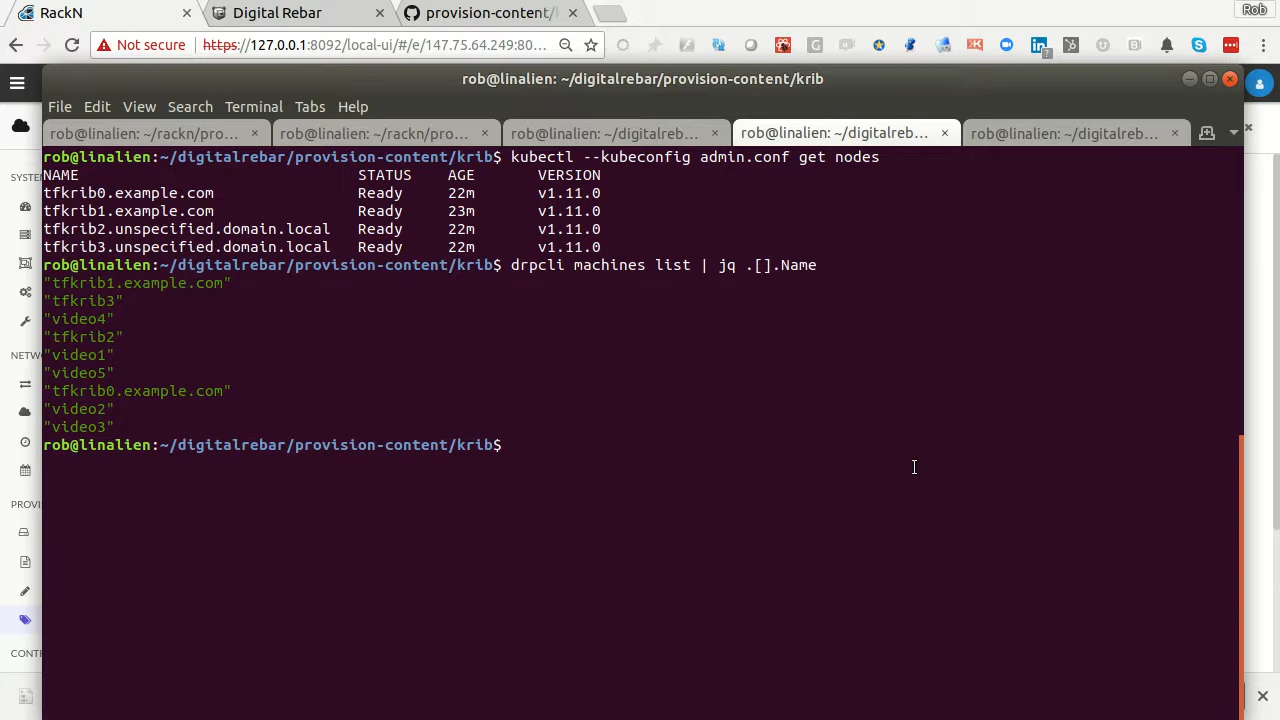 RackN
Digital Rebar
provision-content/
Rob
Not secure
https://127.0.0.1:8092/local-ui/#/e/147.75.64.249:80...
rob@linalien: ~/digitalrebar/provision-content/krib
File Edit View Search Terminal Tabs Help
rob@linalien: ~/rackn/pro...
rob@linalien: ~/rackn/pro...
rob@linalien: ~/digitalreb...
rob@linalien: ~/digitalreb...
rob@linalien: ~/digitalreb...
SYSTE
NETW
PROVI
CONT
rob@linalien:~/digitalrebar/provision-content/krib$ kubectl --kubeconfig admin.conf get nodes
NAME STATUS AGE VERSION
tfkrib0.example.com Ready 22m v1.11.0
tfkrib1.example.com Ready 23m v1.11.0
tfkrib2.unspecified.domain.local Ready 22m v1.11.0
tfkrib3.unspecified.domain.local Ready 22m v1.11.0
rob@linalien:~/digitalrebar/provision-content/krib$ drpcli machines list | jq .[].Name
"tfkrib1.example.com"
"tfkrib3"
"video4"
"tfkrib2"
"video1"
"video5"
"tfkrib0.example.com"
"video2"
"video3"
rob@linalien:~/digitalrebar/provision-content/krib$